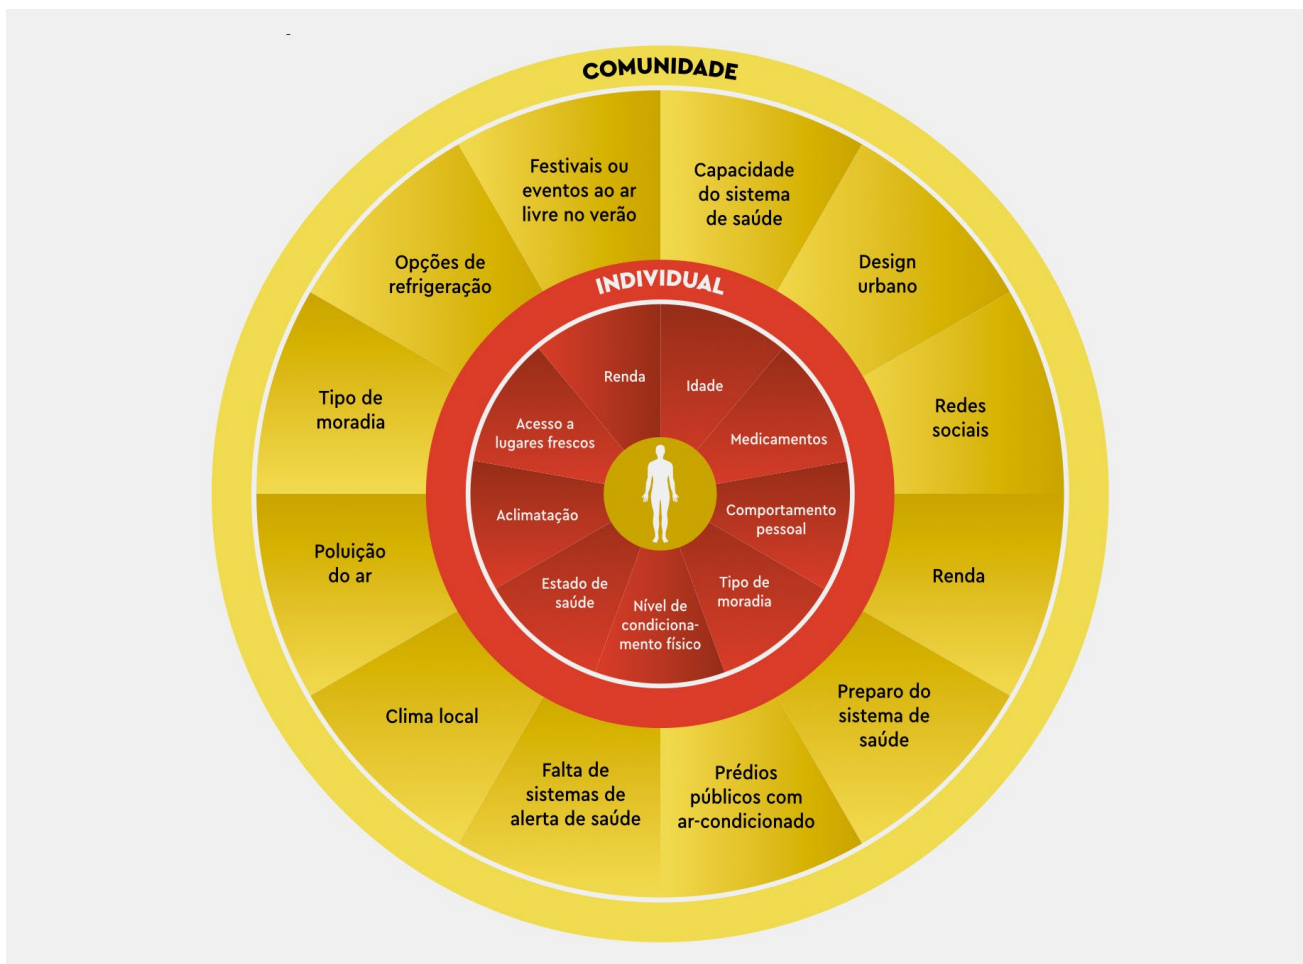 COMUNIDADE
Festivais ou
eventos ao ar
livre no verão
Capacidade
do sistema
de saúde
Design
urbano
Redes
sociais
Renda
Preparo do
sistema de
saúde
Prédios
públicos com
ar-condicionado
Falta de
sistemas de
alerta de saúde
Clima local
Poluição
do ar
Tipo de
moradia
Opções de
refrigeração
INDIVIDUAL
Renda
Idade
Medicamentos
Comportamento
pessoal
Tipo de
moradia
Nível de
condiciona-
mento físico
Estado de
saúde
Aclimatação
Acesso a
lugares frescos